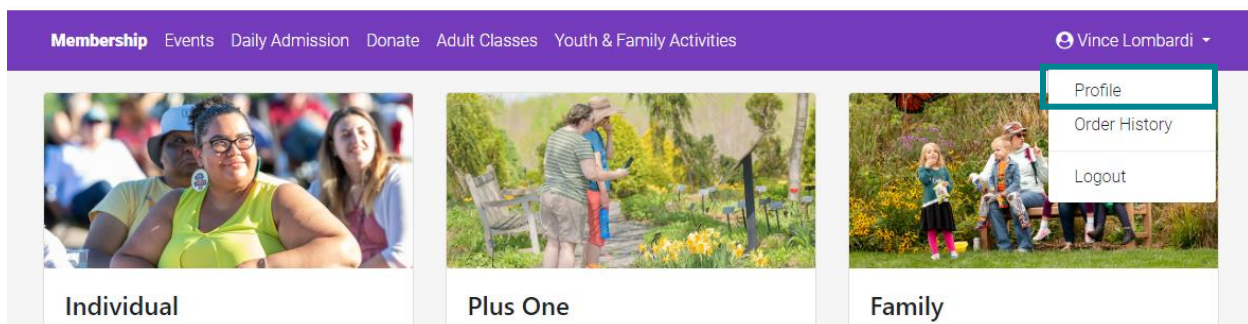 Membership Events Daily Admission Donate Adult Classes Youth & Family Activities Vince Lombardi
Profile
Order History
Logout
Individual Plus One Family